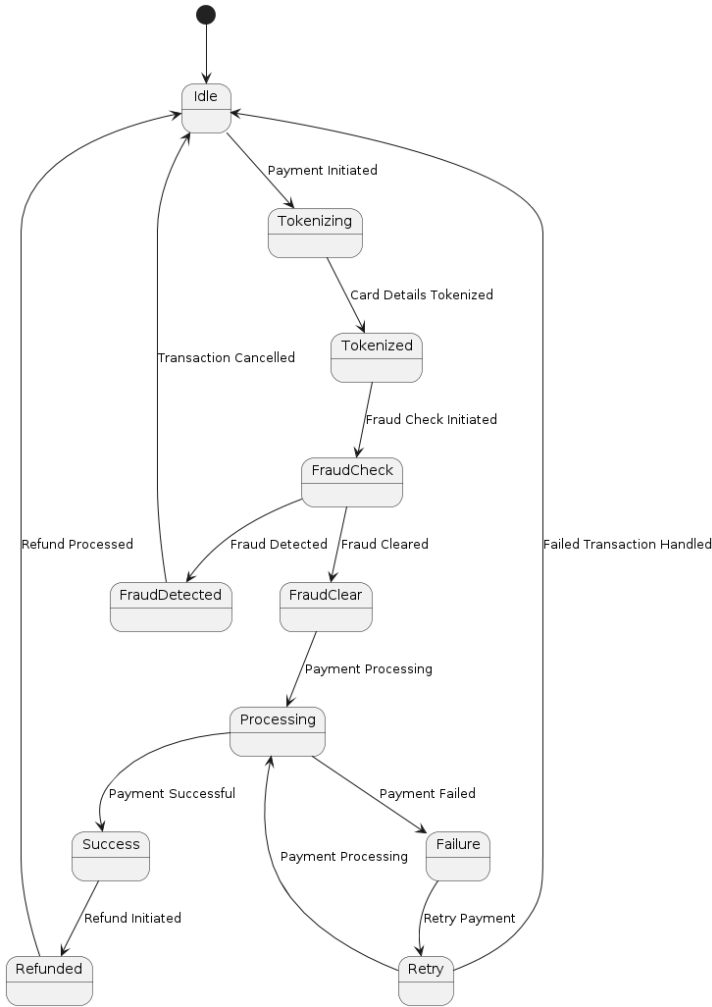 Idle
Payment Initiated
Tokenizing
Card Details Tokenized
Tokenized
Transaction Cancelled
Fraud Check Initiated
FraudCheck
Refund Processed
Fraud Detected
Fraud Cleared
Failed Transaction Handled
FraudDetected
FraudClear
Payment Processing
Processing
Payment Successful
Payment Failed
Success
Payment Processing
Failure
Refund Initiated
Retry Payment
Refunded
Retry